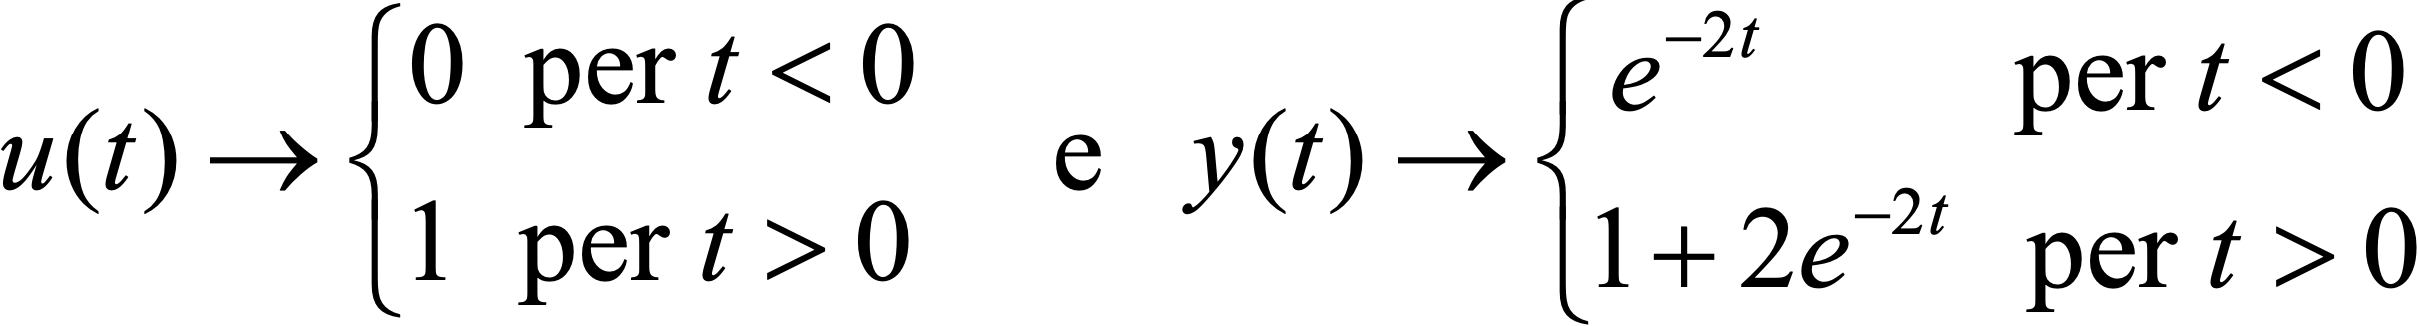 u(t) → { 0 per t < 0 e y(t) → { e^{-2t} per t < 0
1 per t > 0 1 + 2e^{-2t} per t > 0